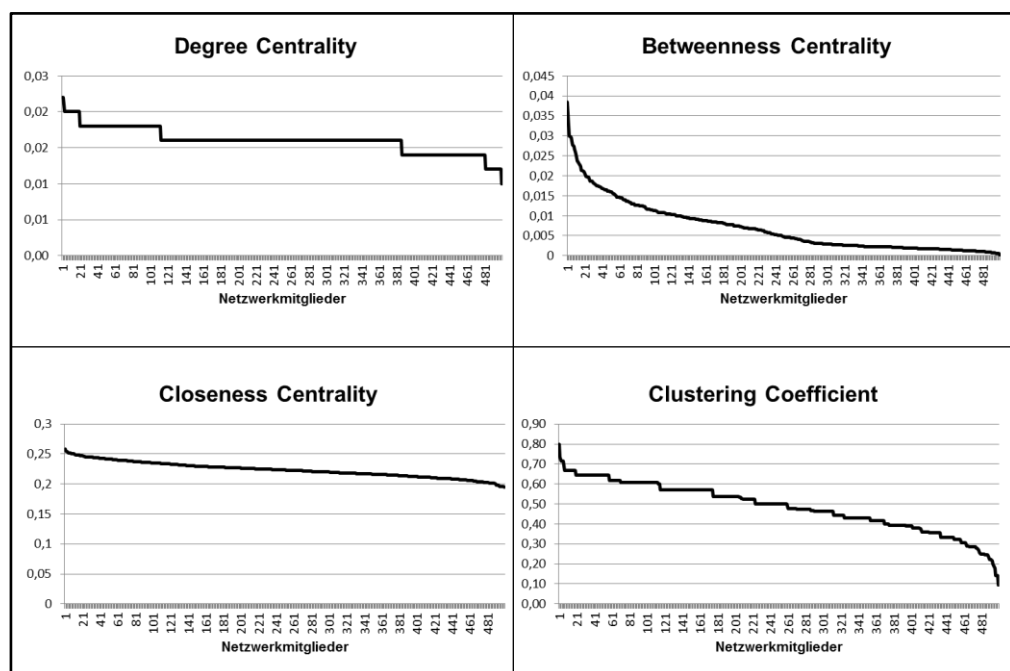 Degree Centrality
0,03
0,02
0,02
0,01
0,01
0,00
1 21 41 61 81 101 121 141 161 181 201 221 241 261 281 301 321 341 361 381 401 421 441 461 481
Netzwerkmitglieder
Betweenness Centrality
0,045
0,04
0,035
0,03
0,025
0,02
0,015
0,01
0,005
0
1 21 41 61 81 101 121 141 161 181 201 221 241 261 281 301 321 341 361 381 401 421 441 461 481
Netzwerkmitglieder
Closeness Centrality
0,3
0,25
0,2
0,15
0,1
0,05
0
1 21 41 61 81 101 121 141 161 181 201 221 241 261 281 301 321 341 361 381 401 421 441 461 481
Netzwerkmitglieder
Clustering Coefficient
0,90
0,80
0,70
0,60
0,50
0,40
0,30
0,20
0,10
0,00
1 21 41 61 81 101 121 141 161 181 201 221 241 261 281 301 321 341 361 381 401 421 441 461 481
Netzwerkmitglieder